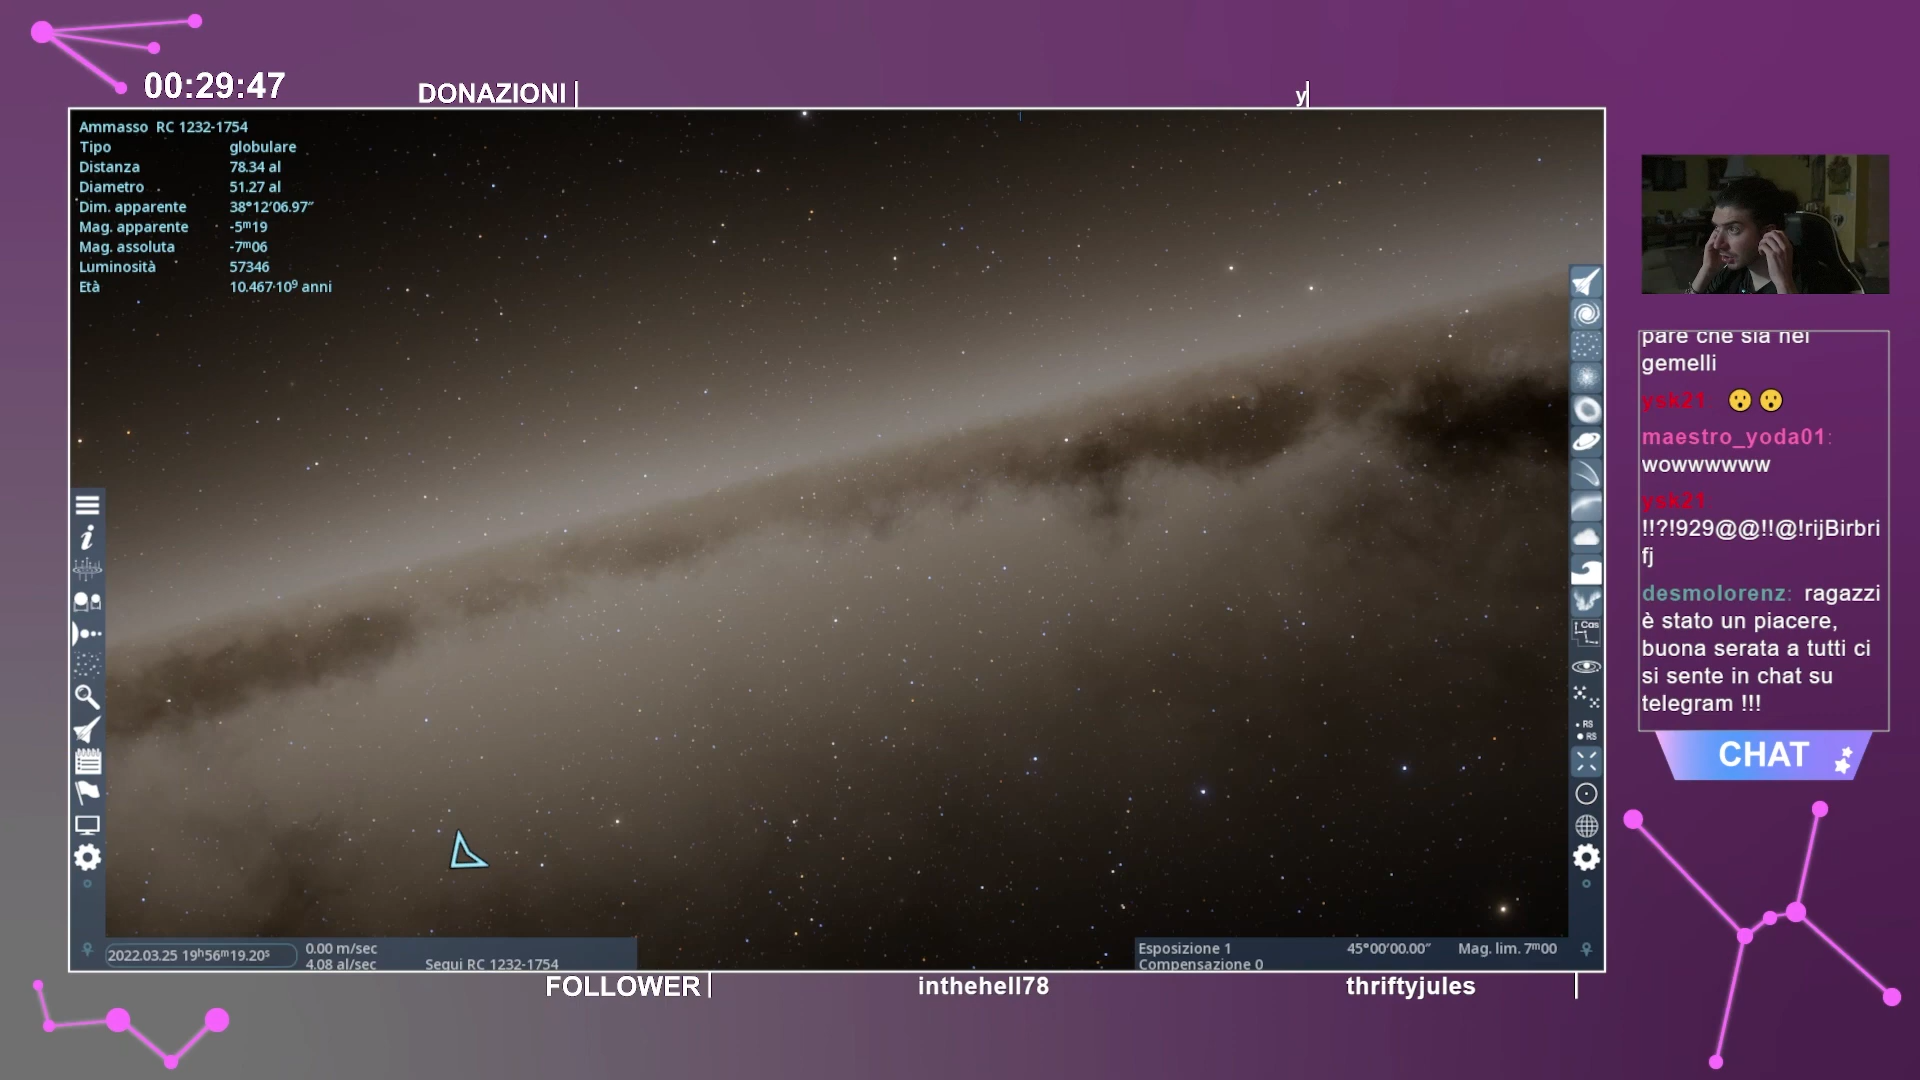 00:29:47
DONAZIONI
y
Ammasso RC 1232-1754
Tipo globulare
Distanza 78.34 al
Diametro 51.27 al
Dim. apparente 38°12′06.97″
Mag. apparente -5ᵐ19
Mag. assoluta -7ᵐ06
Luminosità 57346
Età 10.467·10⁹ anni
Cas
RS
RS
2022.03.25 19ʰ56ᵐ19.20ˢ
0.00 m/sec
4.08 al/sec
Segui RC 1232-1754
Esposizione 1
Compensazione 0
45°00′00.00″
Mag. lim. 7ᵐ00
FOLLOWER
inthehell78
thriftyjules
pare che sia nei
gemelli
ysk21: 😮 😮
maestro_yoda01:
wowwwwww
ysk21:
!!?!929@@!!@!rijBirbri
fj
desmolorenz: ragazzi
è stato un piacere,
buona serata a tutti ci
si sente in chat su
telegram !!!
CHAT